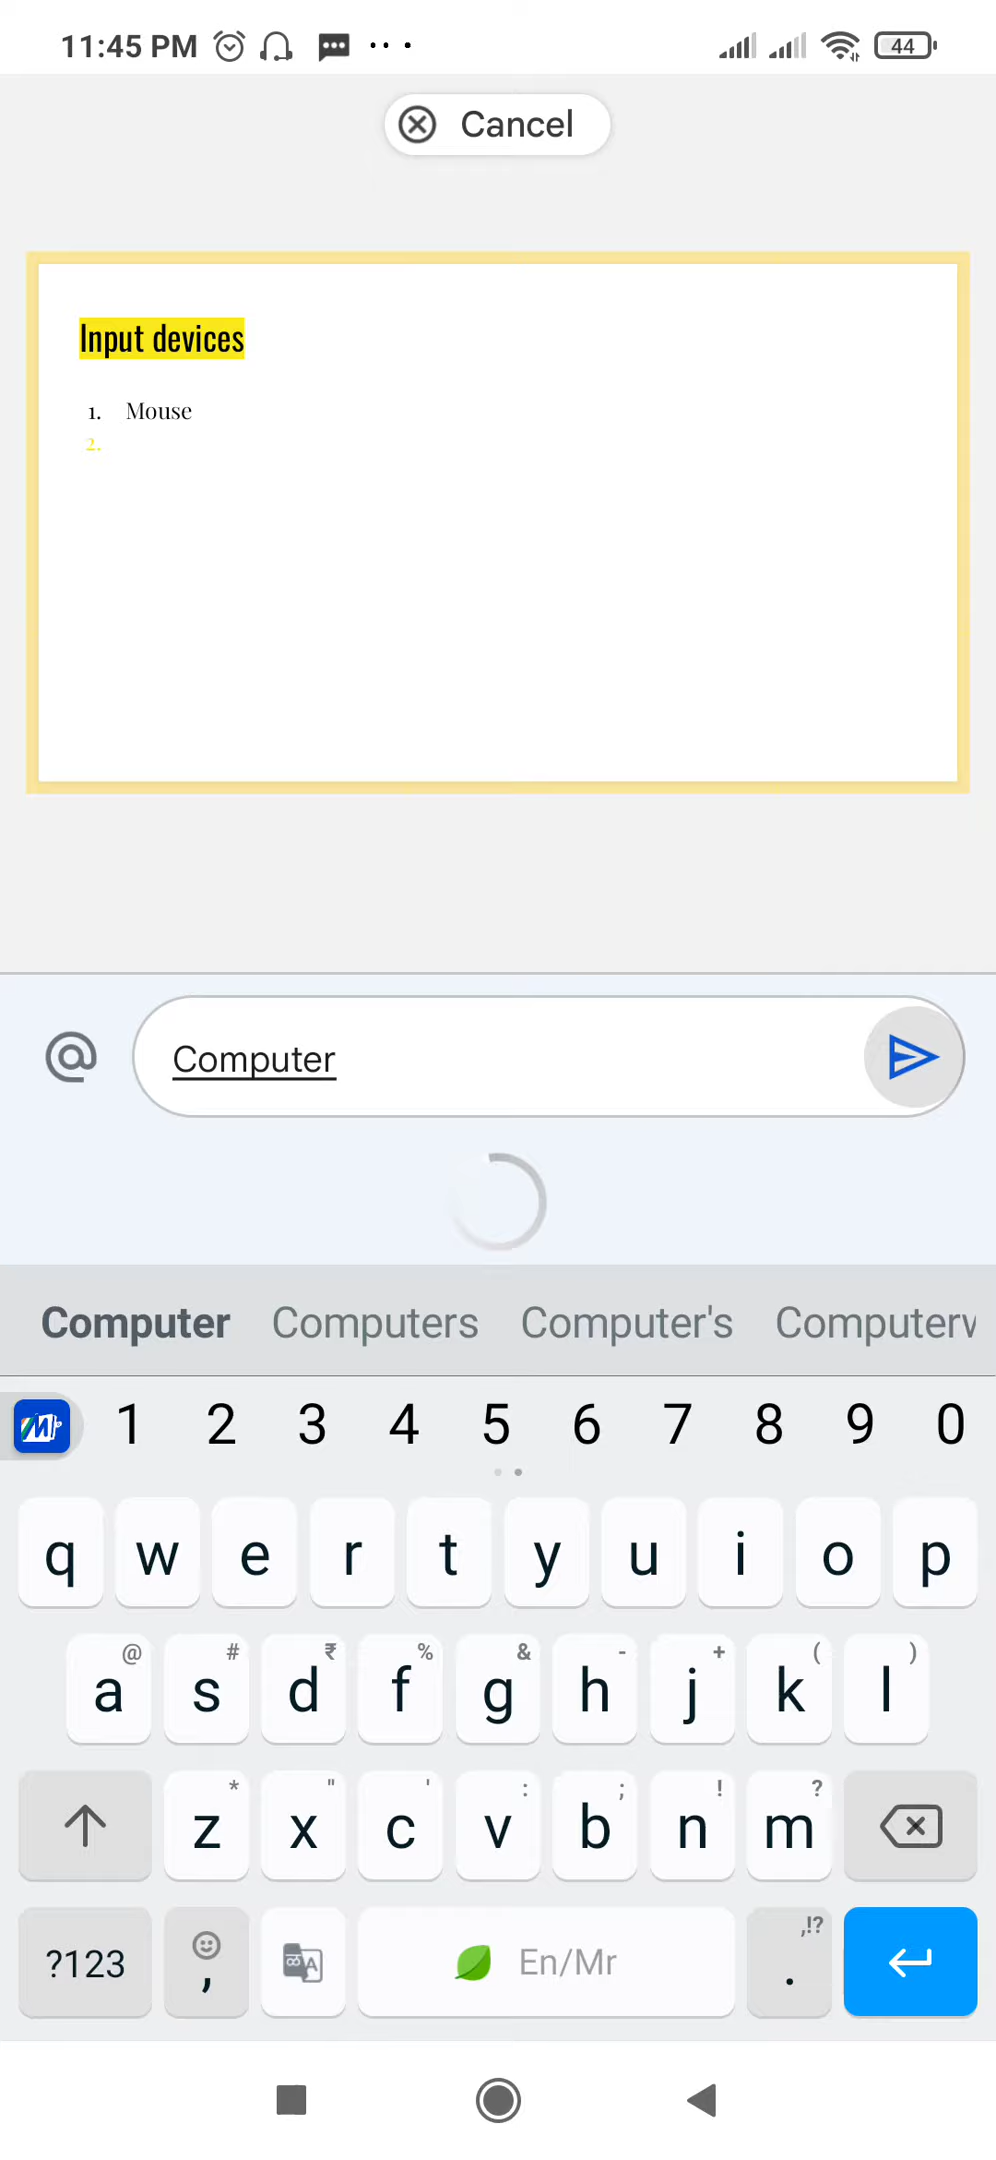 11:45 PM 44
Cancel
Input devices
1. Mouse
2.
@ Computer
Computer Computers Computer's Computerw
1 2 3 4 5 6 7 8 9 0
q w e r t y u i o p
@ # ₹ % & - + ( )
a s d f g h j k l
* " ' : ; ! ?
z x c v b n m
,!?
?123 , En/Mr .